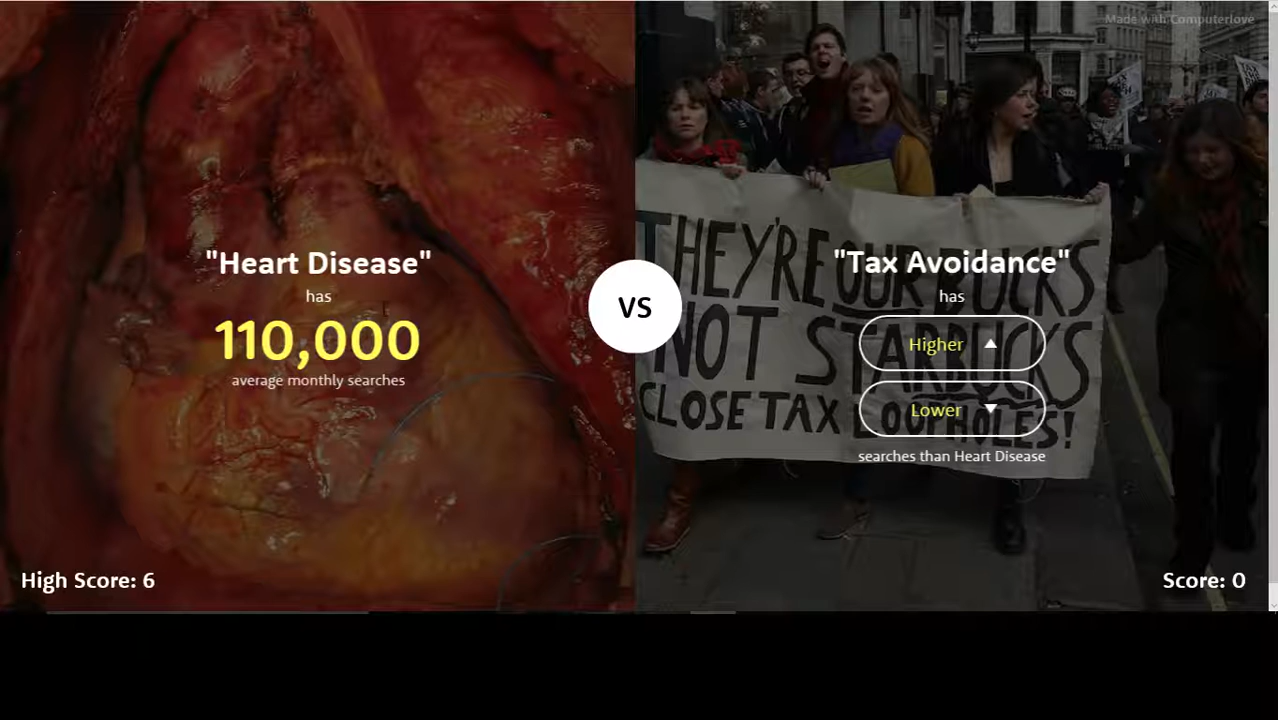 Made with Computerlove
"Heart Disease"
has
110,000
average monthly searches
VS
"Tax Avoidance"
has
Higher
Lower
searches than Heart Disease
THEY'RE OUR BUCKS
NOT STARBUCKS
CLOSE TAX LOOPHOLES!
TAX
High Score: 6
Score: 0